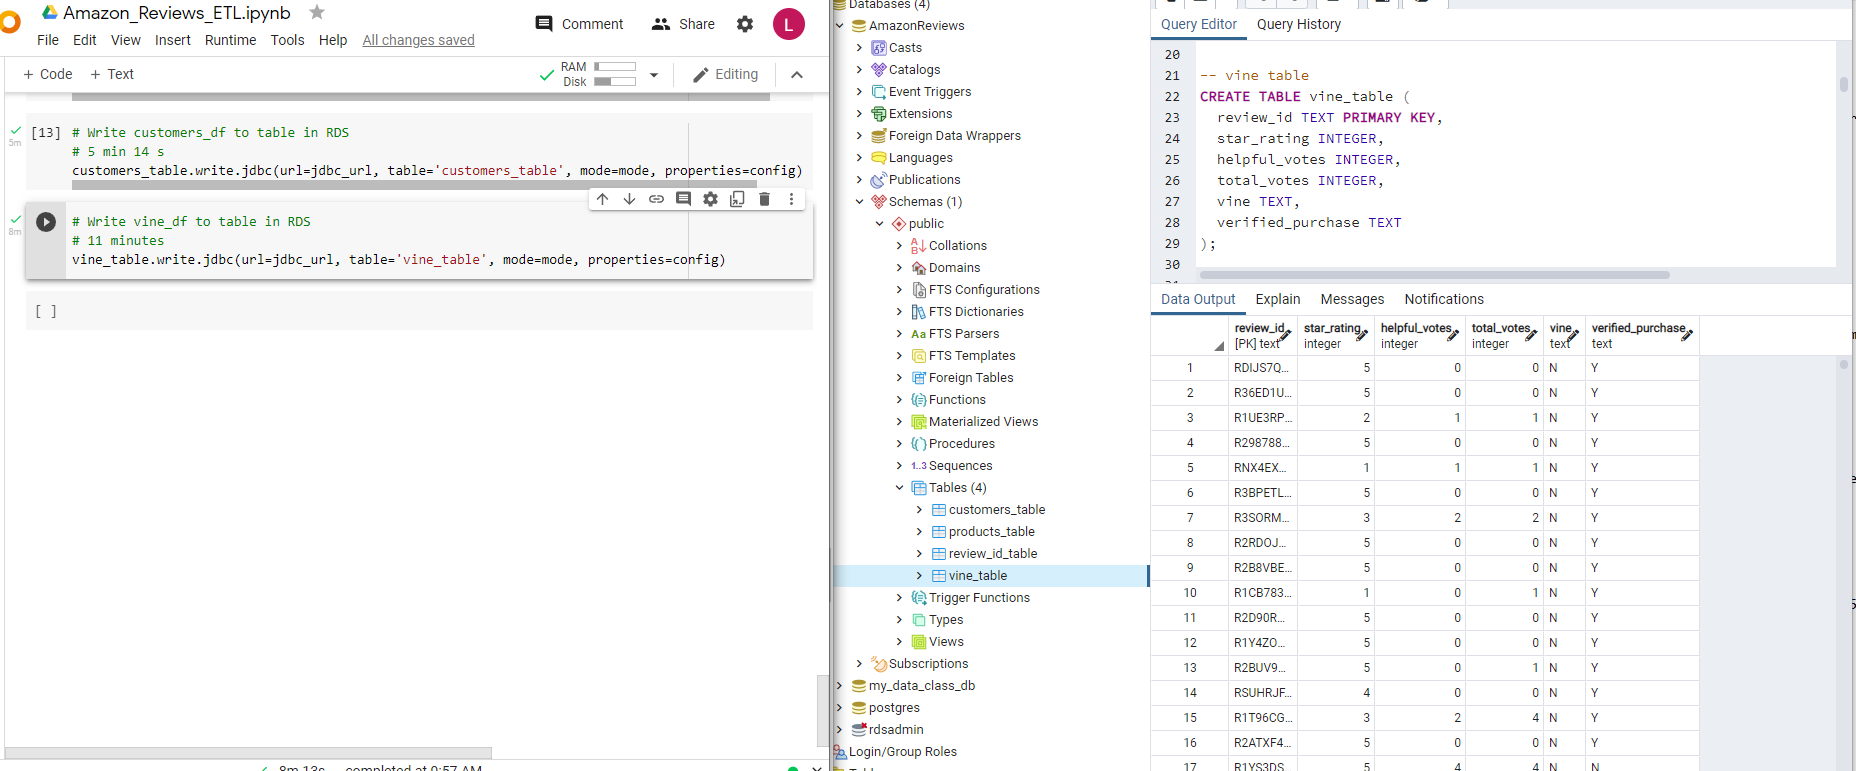 Amazon_Reviews_ETL.ipynb
Comment
Share
L
File Edit View Insert Runtime Tools Help All changes saved
+ Code + Text
RAM
Disk
Editing
[13] # Write customers_df to table in RDS
5m
# 5 min 14 s
customers_table.write.jdbc(url=jdbc_url, table='customers_table', mode=mode, properties=config)
# Write vine_df to table in RDS
8m
# 11 minutes
vine_table.write.jdbc(url=jdbc_url, table='vine_table', mode=mode, properties=config)
[ ]
8m 13s completed at 9:57 AM
Databases (4)
AmazonReviews
Casts
Catalogs
Event Triggers
Extensions
Foreign Data Wrappers
Languages
Publications
Schemas (1)
public
Collations
Domains
FTS Configurations
FTS Dictionaries
FTS Parsers
FTS Templates
Foreign Tables
Functions
Materialized Views
Procedures
Sequences
Tables (4)
customers_table
products_table
review_id_table
vine_table
Trigger Functions
Types
Views
Subscriptions
my_data_class_db
postgres
rdsadmin
Login/Group Roles
Query Editor Query History
20
21 -- vine table
22 CREATE TABLE vine_table (
23 review_id TEXT PRIMARY KEY,
24 star_rating INTEGER,
25 helpful_votes INTEGER,
26 total_votes INTEGER,
27 vine TEXT,
28 verified_purchase TEXT
29 );
30
Data Output Explain Messages Notifications
review_id star_rating helpful_votes total_votes vine verified_purchase
[PK] text integer integer integer text text
1 RDIJS7Q... 5 0 0 N Y
2 R36ED1U... 5 0 0 N Y
3 R1UE3RP... 2 1 1 N Y
4 R298788... 5 0 0 N Y
5 RNX4EX... 1 1 1 N Y
6 R3BPETL... 5 0 0 N Y
7 R3SORM... 3 2 2 N Y
8 R2RDOJ... 5 0 0 N Y
9 R2B8VBE... 5 0 0 N Y
10 R1CB783... 1 0 1 N Y
11 R2D90R... 5 0 0 N Y
12 R1Y4ZO... 5 0 0 N Y
13 R2BUV9... 5 0 1 N Y
14 RSUHRJF... 4 0 0 N Y
15 R1T96CG... 3 2 4 N Y
16 R2ATXF4... 5 0 0 N Y
17 R1YS3DS... 5 4 4 N N